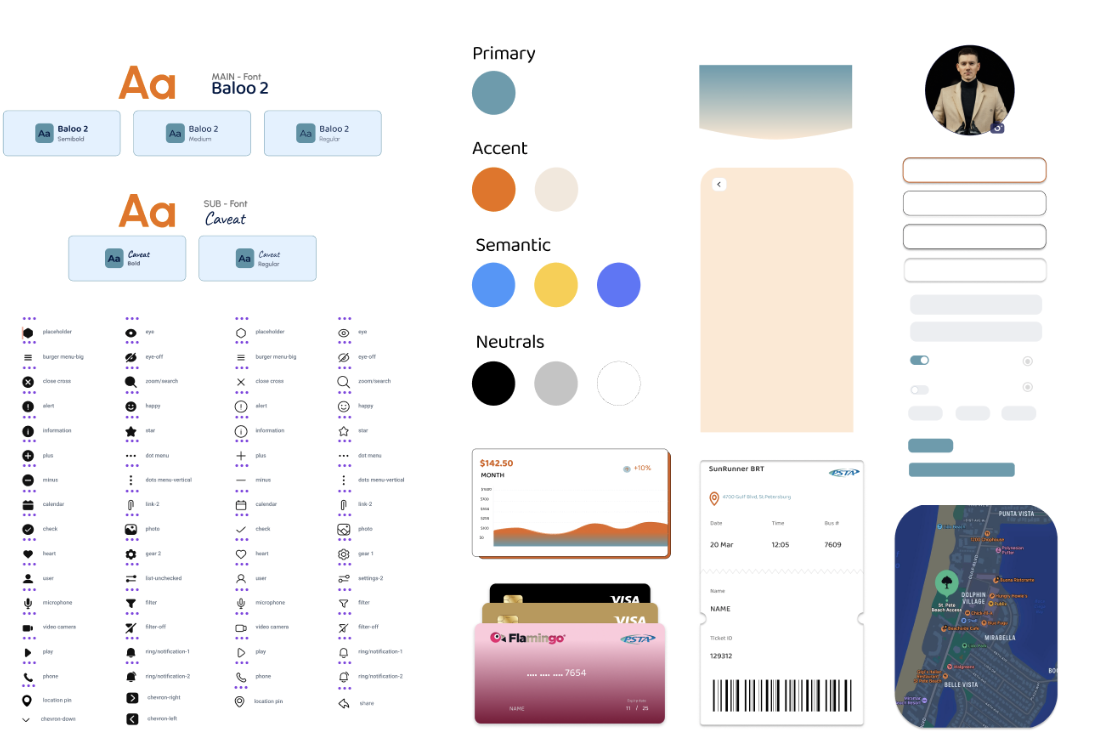 Aa
MAIN - Font
Baloo 2
Aa
Baloo 2
Semibold
Aa
Baloo 2
Medium
Aa
Baloo 2
Regular
Aa
SUB - Font
Caveat
Aa
Caveat
Bold
Aa
Caveat
Regular
placeholder
eye
placeholder
eye
burger menu-big
eye-off
burger menu-big
eye-off
close cross
zoom/search
close cross
zoom/search
alert
happy
alert
happy
information
star
information
star
plus
dot menu
plus
dot menu
minus
dots menu-vertical
minus
dots menu-vertical
calendar
link-2
calendar
link-2
check
photo
check
photo
heart
gear 2
heart
gear 1
user
list-unchecked
user
settings-2
microphone
filter
microphone
filter
video camera
filter-off
video camera
filter-off
play
ring/notification-1
play
ring/notification-1
phone
ring/notification-2
phone
ring/notification-2
location pin
chevron-right
location pin
share
chevron-down
chevron-left
Primary
Accent
Semantic
Neutrals
$142.50
MONTH
+10%
$0
VISA
VISA
Flamingo
PSTA
.... .... .... 7654
NAME
11 / 25
SunRunner BRT
PSTA
4700 Gulf Blvd, St.Petersburg
Date
Time
Bus #
20 Mar
12:05
7609
Name
NAME
Ticket ID
129312
PUNTA VISTA
DOLPHIN
VILLAGE
St. Pete
Beach Access
MIRABELLA
BELLE VISTA